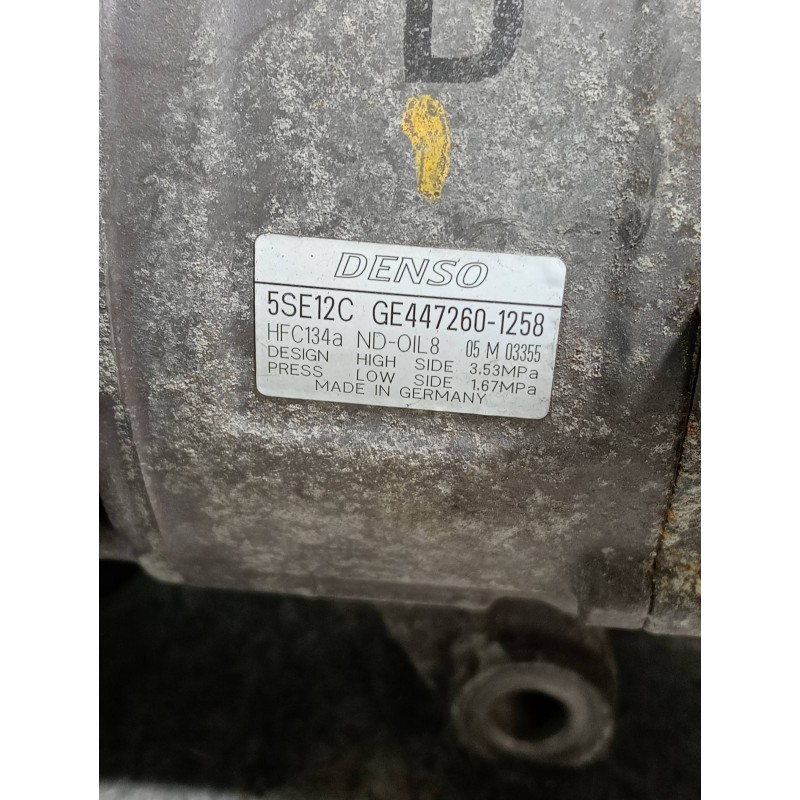 D
DENSO
5SE12C GE447260-1258
HFC134a ND-OIL8 05 M 03355
DESIGN HIGH SIDE 3.53MPa
PRESS LOW SIDE 1.67MPa
MADE IN GERMANY